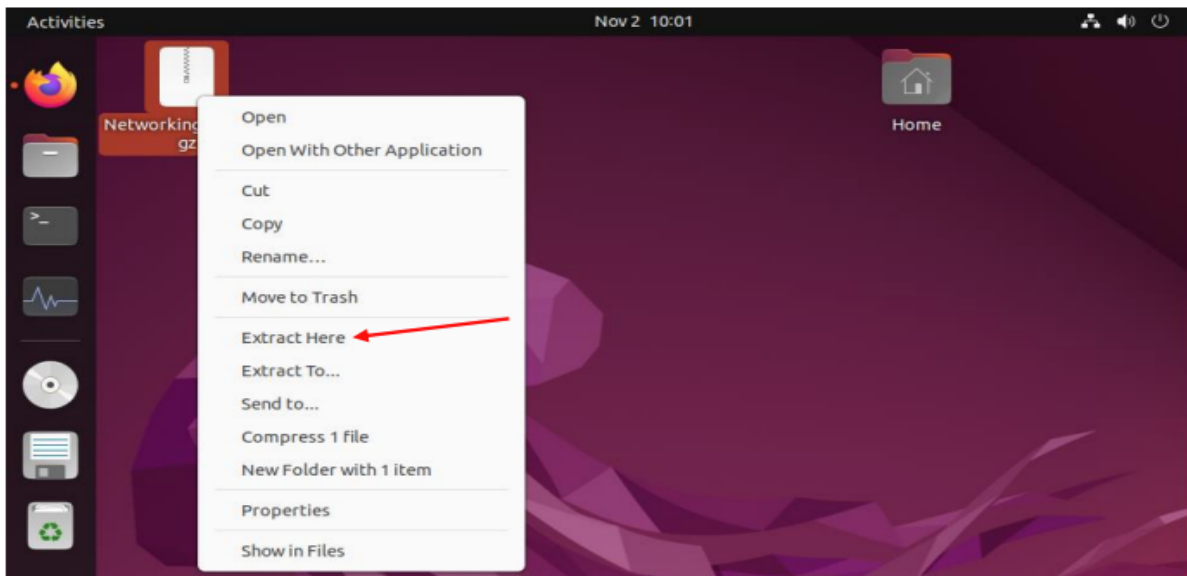 Activities
Nov 2 10:01
Networking
gz
Home
Open
Open With Other Application
Cut
Copy
Rename...
Move to Trash
Extract Here
Extract To...
Send to...
Compress 1 file
New Folder with 1 item
Properties
Show in Files
>_